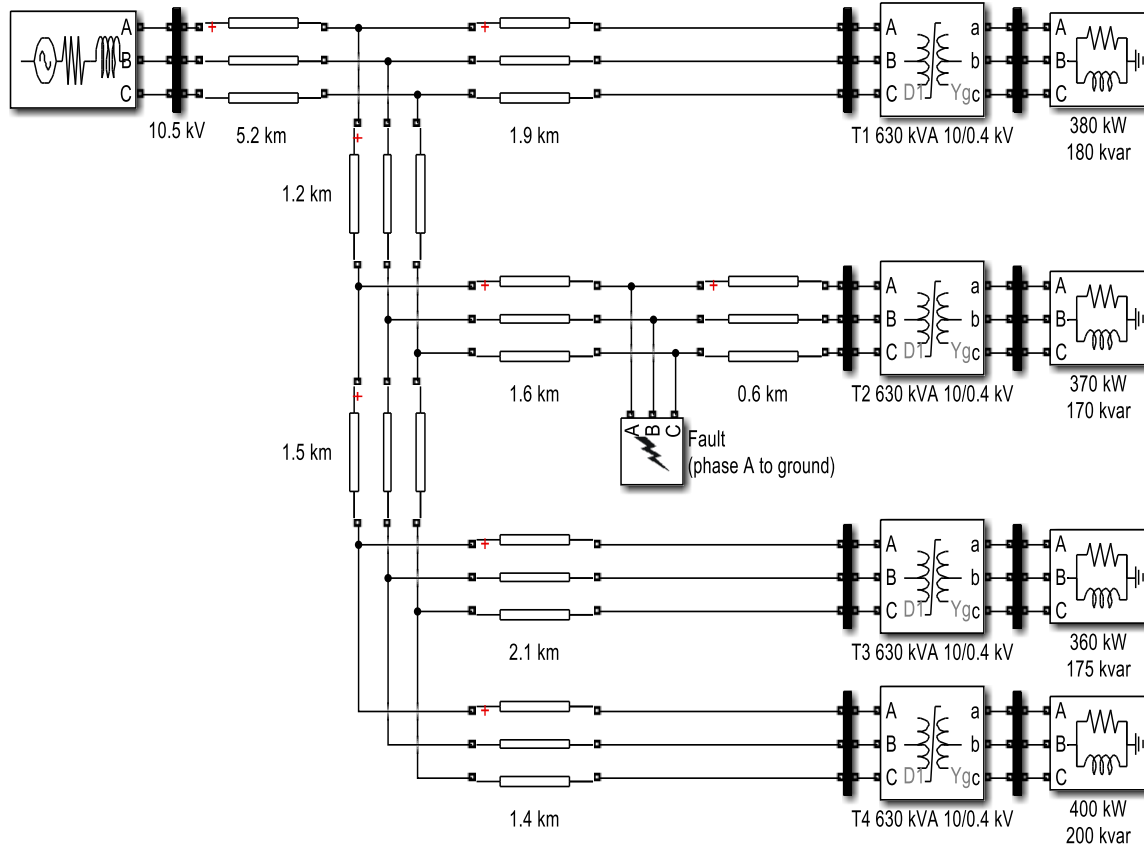 A
B
C
10.5 kV
+
5.2 km
+
1.9 km
A
B
C
a
b
c
D1
Yg
T1 630 kVA 10/0.4 kV
A
B
C
380 kW
180 kvar
+
1.2 km
+
1.6 km
+
0.6 km
A
B
C
a
b
c
D1
Yg
T2 630 kVA 10/0.4 kV
A
B
C
370 kW
170 kvar
A
B
C
Fault
(phase A to ground)
+
1.5 km
+
2.1 km
A
B
C
a
b
c
D1
Yg
T3 630 kVA 10/0.4 kV
A
B
C
360 kW
175 kvar
+
1.4 km
A
B
C
a
b
c
D1
Yg
T4 630 kVA 10/0.4 kV
A
B
C
400 kW
200 kvar